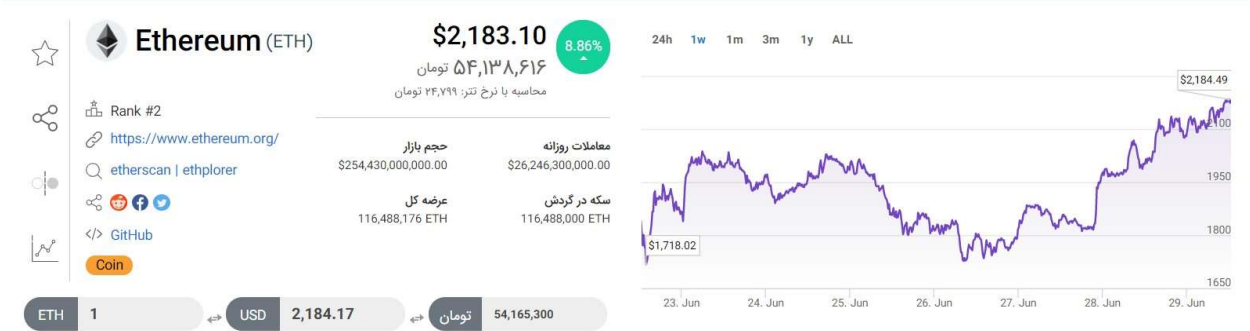 Ethereum (ETH)
$2,183.10
8.86%
۵۴,۱۳۸,۶۱۶ تومان
محاسبه با نرخ تتر: ۲۴,۷۹۹ تومان
Rank #2
https://www.ethereum.org/
etherscan | ethplorer
GitHub
Coin
معاملات روزانه
$26,246,300,000.00
حجم بازار
$254,430,000,000.00
سکه در گردش
116,488,000 ETH
عرضه کل
116,488,176 ETH
ETH 1 USD 2,184.17 تومان 54,165,300
24h 1w 1m 3m 1y ALL
$2,184.49
2100
1950
1800
1650
$1,718.02
23. Jun 24. Jun 25. Jun 26. Jun 27. Jun 28. Jun 29. Jun